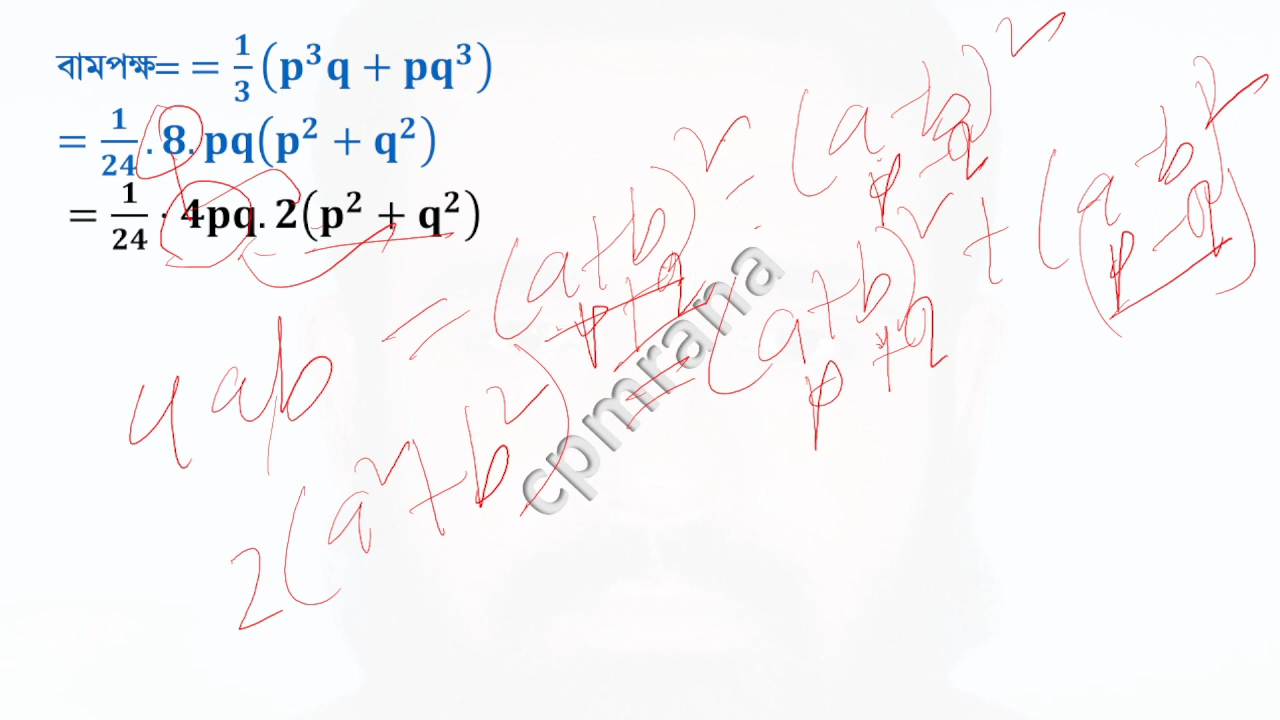 বামপক্ষ= = 1/3 (p³q + pq³)
= 1/24 . 8 . pq(p² + q²)
= 1/24 · 4pq . 2(p² + q²)
4ab = (a+b)² - (a-b)²
p+q p-q
2(a²+b²) = (a+b)² + (a-b)²
p+q p-q
cpmrana